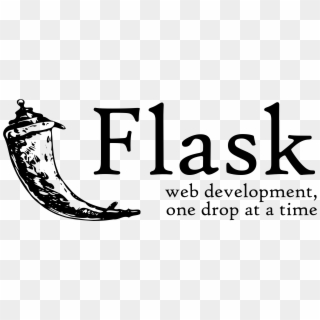 Flask
web development,
one drop at a time